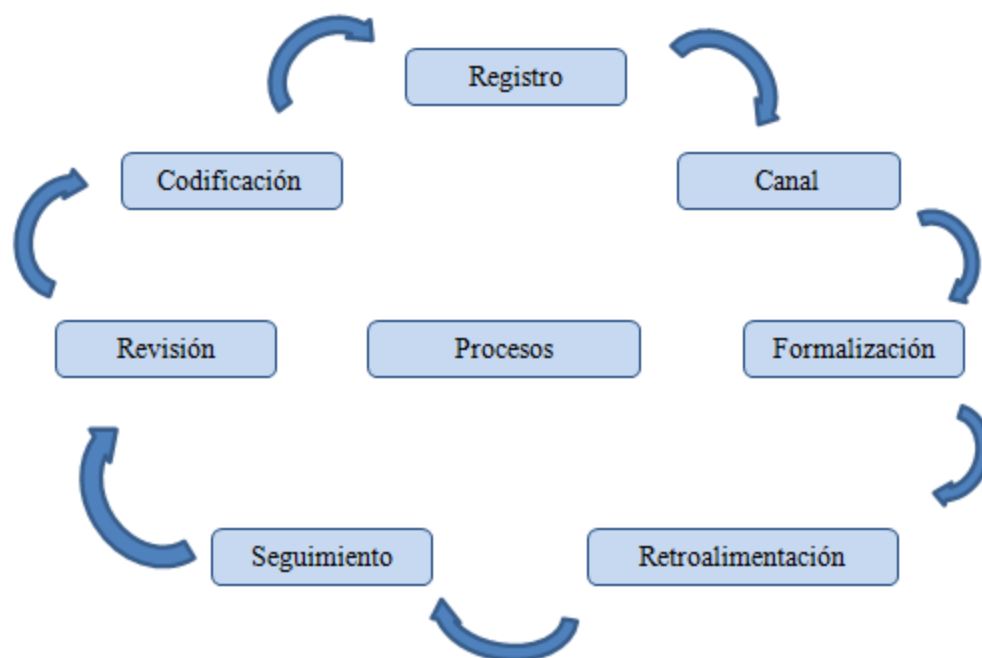 Registro
Codificación
Canal
Revisión
Procesos
Formalización
Seguimiento
Retroalimentación